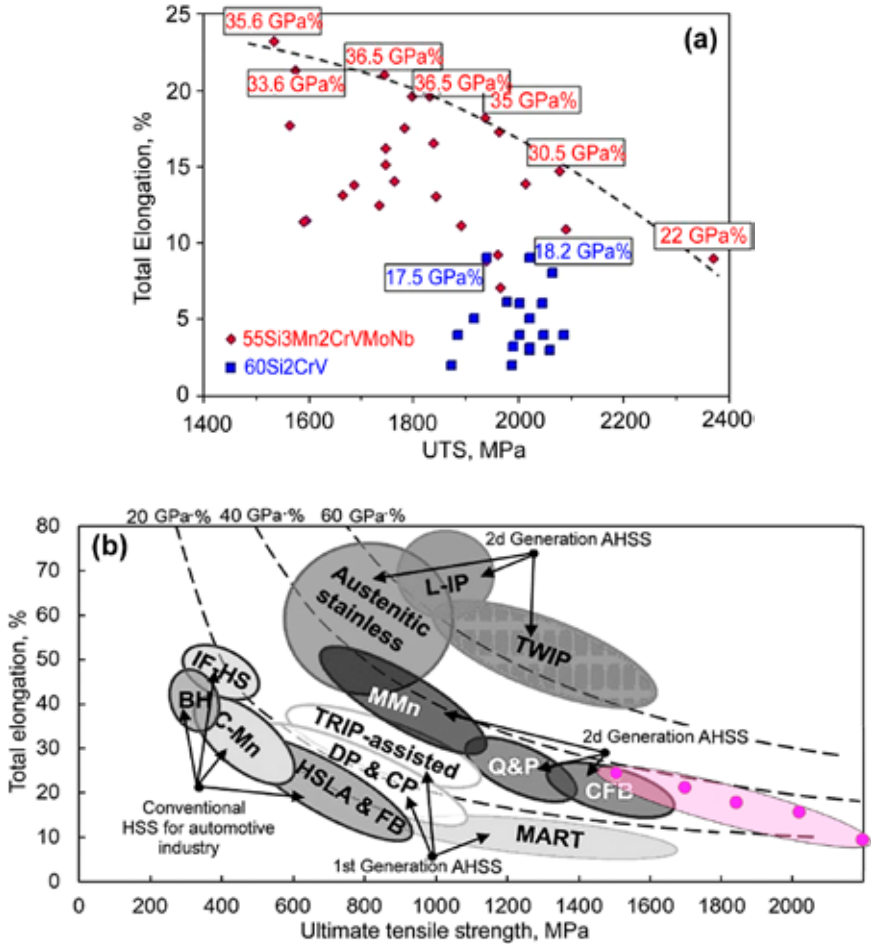 25
20
15
10
5
0
Total Elongation, %
(a)
35.6 GPa%
33.6 GPa%
36.5 GPa%
36.5 GPa%
35 GPa%
30.5 GPa%
22 GPa%
18.2 GPa%
17.5 GPa%
55Si3Mn2CrVMoNb
60Si2CrV
1400 1600 1800 2000 2200 2400
UTS, MPa
20 GPa-% 40 GPa-% 60 GPa-%
(b)
80
70
60
50
40
30
20
10
0
Total elongation, %
2d Generation AHSS
L-IP
Austenitic
stainless
TWIP
IF-HS
BH
C-Mn
MMn
TRIP-assisted
2d Generation AHSS
Q&P
DP & CP
HSLA & FB
CFB
MART
Conventional
HSS for automotive
industry
1st Generation AHSS
0 200 400 600 800 1000 1200 1400 1600 1800 2000
Ultimate tensile strength, MPa